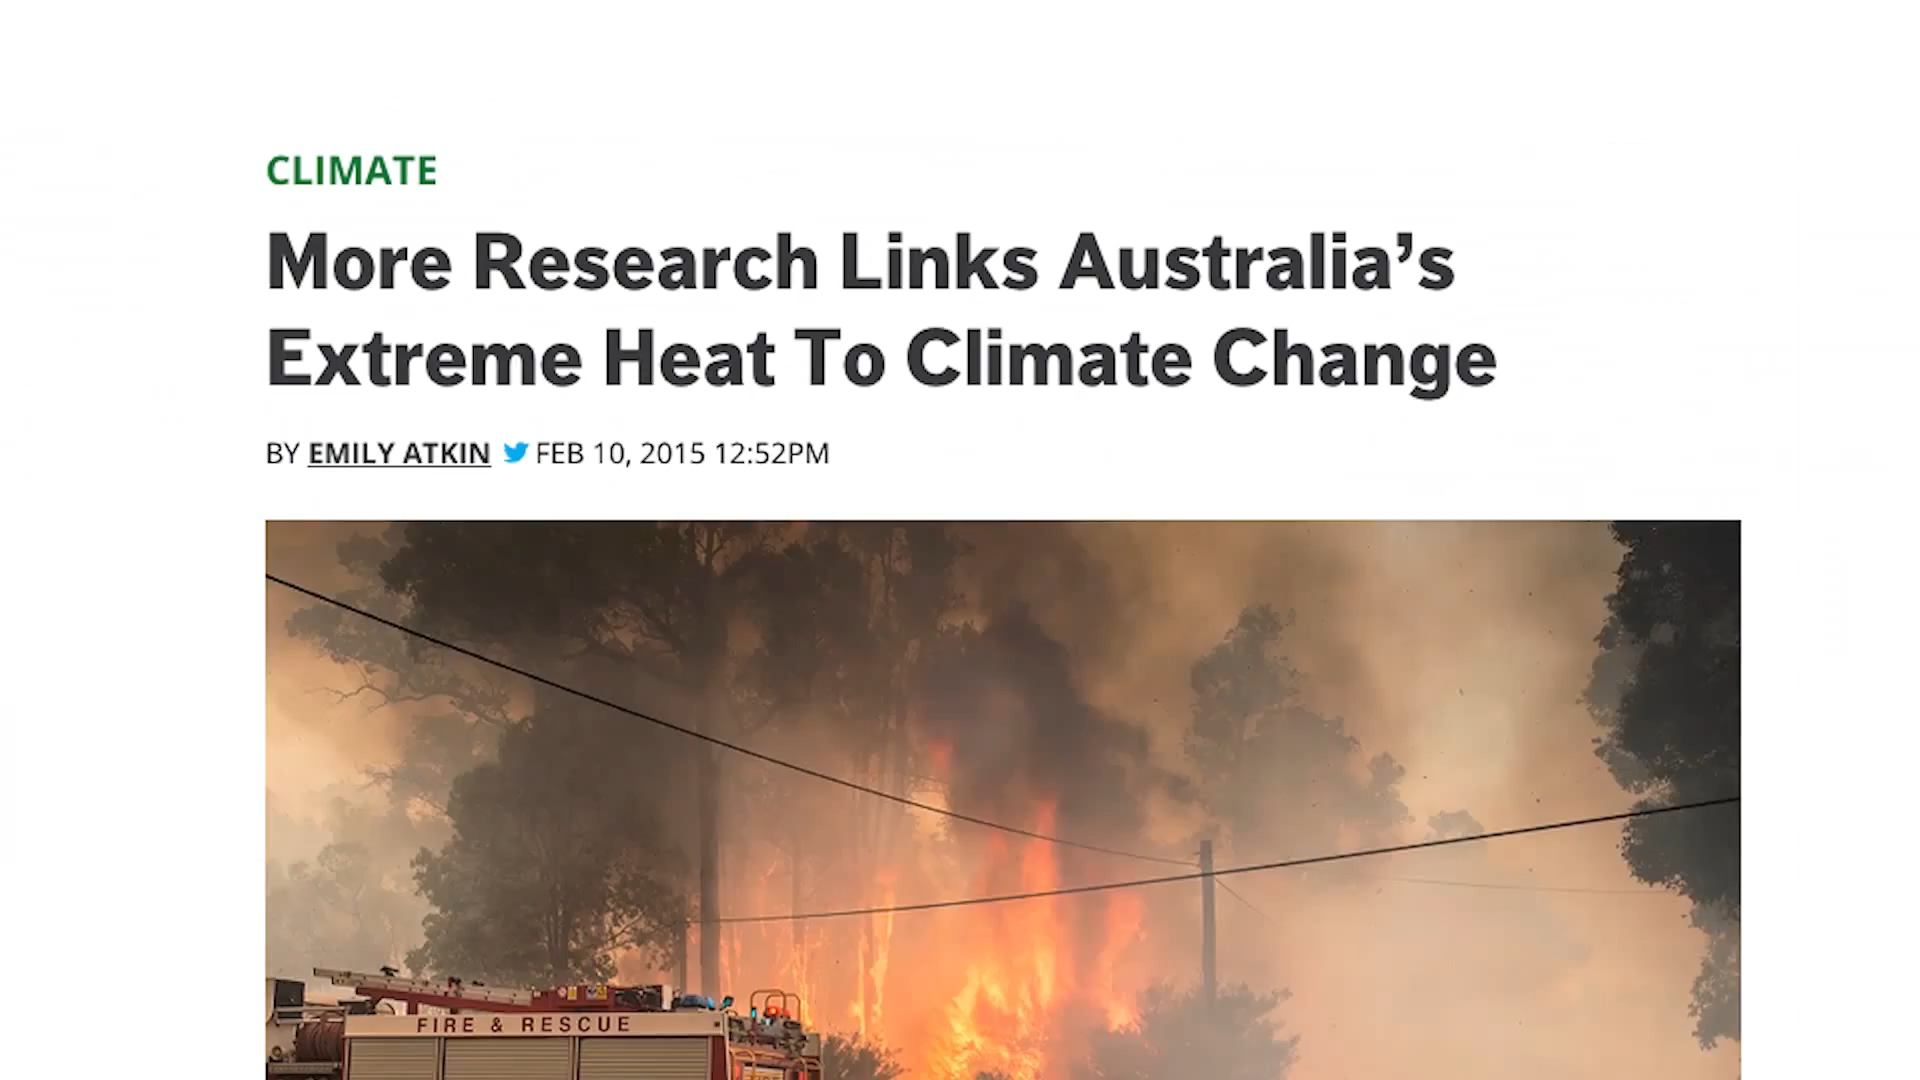 CLIMATE
More Research Links Australia’s
Extreme Heat To Climate Change
BY EMILY ATKIN FEB 10, 2015 12:52PM
FIRE & RESCUE